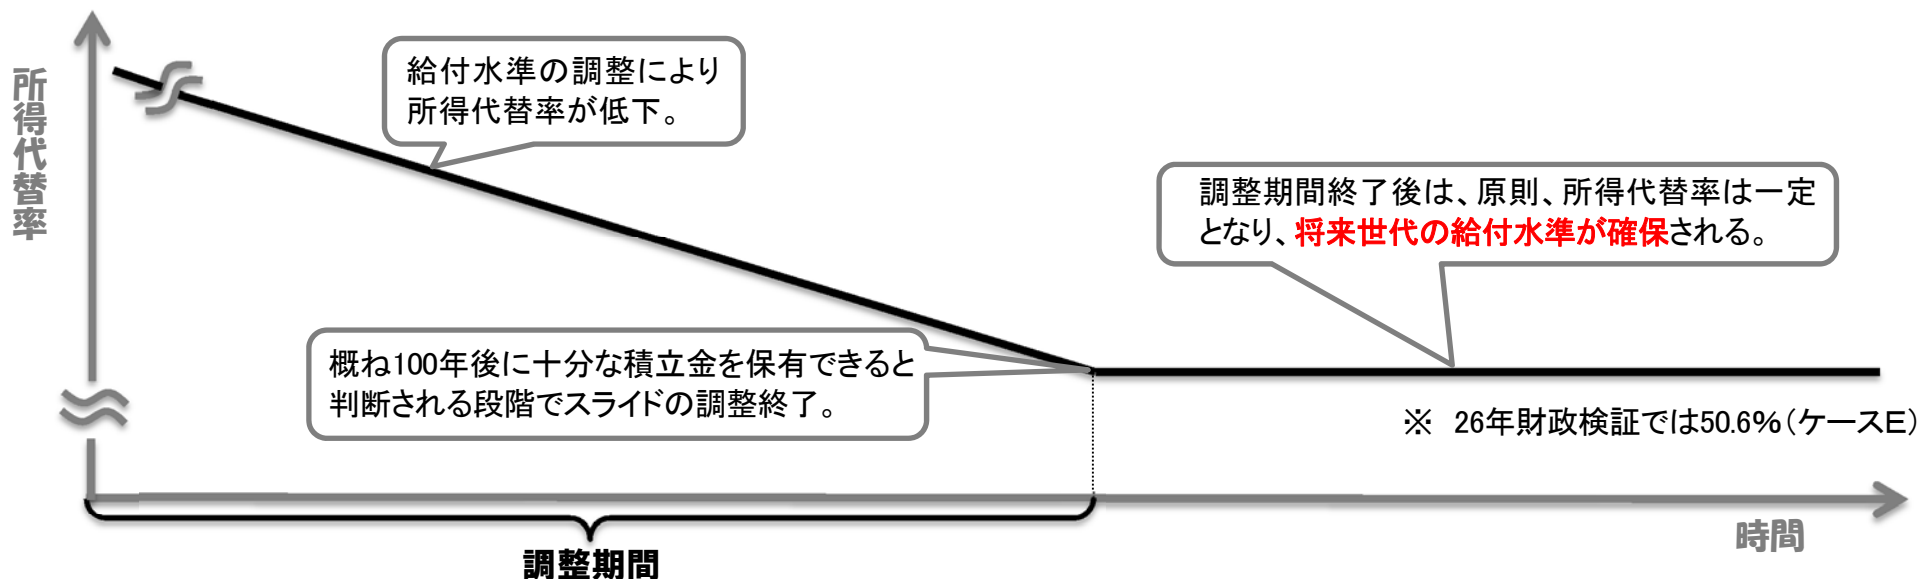 所得代替率
給付水準の調整により
所得代替率が低下。
調整期間終了後は、原則、所得代替率は一定
となり、将来世代の給付水準が確保される。
概ね100年後に十分な積立金を保有できると
判断される段階でスライドの調整終了。
※ 26年財政検証では50.6%(ケースE)
時間
調整期間